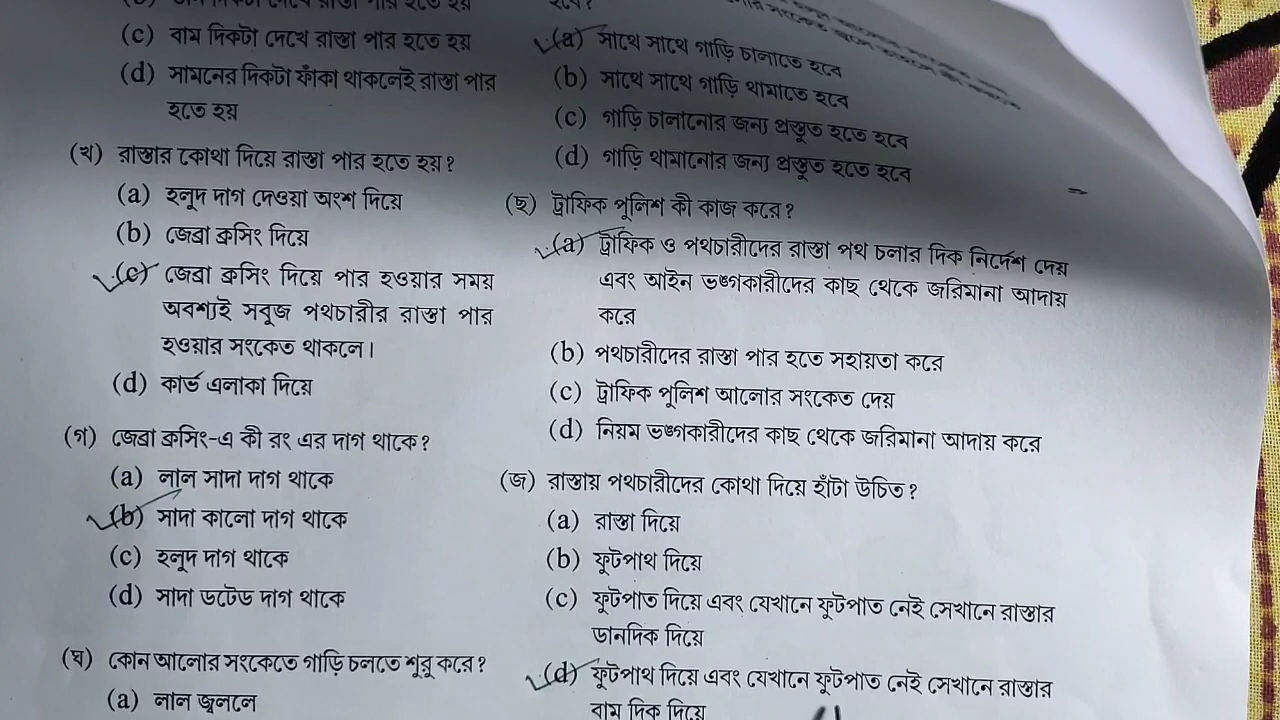 (c) বাম দিকটা দেখে রাস্তা পার হতে হয়
(d) সামনের দিকটা ফাঁকা থাকলেই রাস্তা পার
হতে হয়
(খ) রাস্তার কোথা দিয়ে রাস্তা পার হতে হয়?
(a) হলুদ দাগ দেওয়া অংশ দিয়ে
(b) জেব্রা ক্রসিং দিয়ে
(c) জেব্রা ক্রসিং দিয়ে পার হওয়ার সময়
অবশ্যই সবুজ পথচারীর রাস্তা পার
হওয়ার সংকেত থাকলে।
(d) কার্ভ এলাকা দিয়ে
(গ) জেব্রা ক্রসিং-এ কী রং এর দাগ থাকে?
(a) লাল সাদা দাগ থাকে
(b) সাদা কালো দাগ থাকে
(c) হলুদ দাগ থাকে
(d) সাদা ডটেড দাগ থাকে
(ঘ) কোন আলোর সংকেতে গাড়ি চলতে শুরু করে?
(a) লাল জ্বললে
হবে?
(a) সাথে সাথে গাড়ি চালাতে হবে
(b) সাথে সাথে গাড়ি থামাতে হবে
(c) গাড়ি চালানোর জন্য প্রস্তুত হতে হবে
(d) গাড়ি থামানোর জন্য প্রস্তুত হতে হবে
(ছ) ট্রাফিক পুলিশ কী কাজ করে?
(a) ট্রাফিক ও পথচারীদের রাস্তা পথ চলার দিক নির্দেশ দেয়
এবং আইন ভঙ্গকারীদের কাছ থেকে জরিমানা আদায়
করে
(b) পথচারীদের রাস্তা পার হতে সহায়তা করে
(c) ট্রাফিক পুলিশ আলোর সংকেত দেয়
(d) নিয়ম ভঙ্গকারীদের কাছ থেকে জরিমানা আদায় করে
(জ) রাস্তায় পথচারীদের কোথা দিয়ে হাঁটা উচিত?
(a) রাস্তা দিয়ে
(b) ফুটপাথ দিয়ে
(c) ফুটপাত দিয়ে এবং যেখানে ফুটপাত নেই সেখানে রাস্তার
ডানদিক দিয়ে
(d) ফুটপাথ দিয়ে এবং যেখানে ফুটপাত নেই সেখানে রাস্তার
বাম দিক দিয়ে